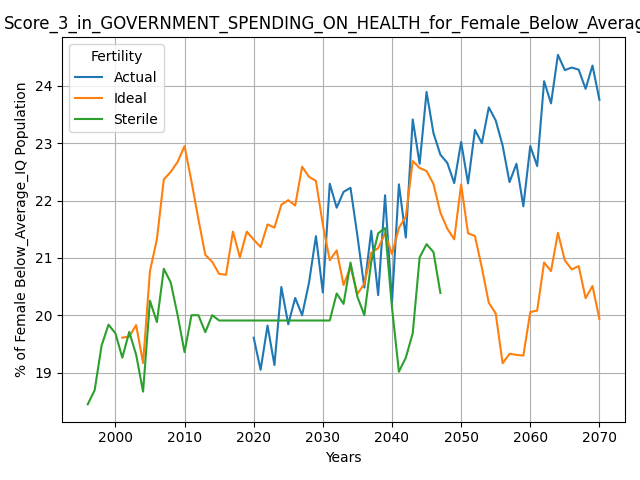 Score_3_in_GOVERNMENT_SPENDING_ON_HEALTH_for_Female_Below_Averag
Fertility
Actual
Ideal
Sterile
% of Female Below_Average_IQ Population
24
23
22
21
20
19
2000 2010 2020 2030 2040 2050 2060 2070
Years